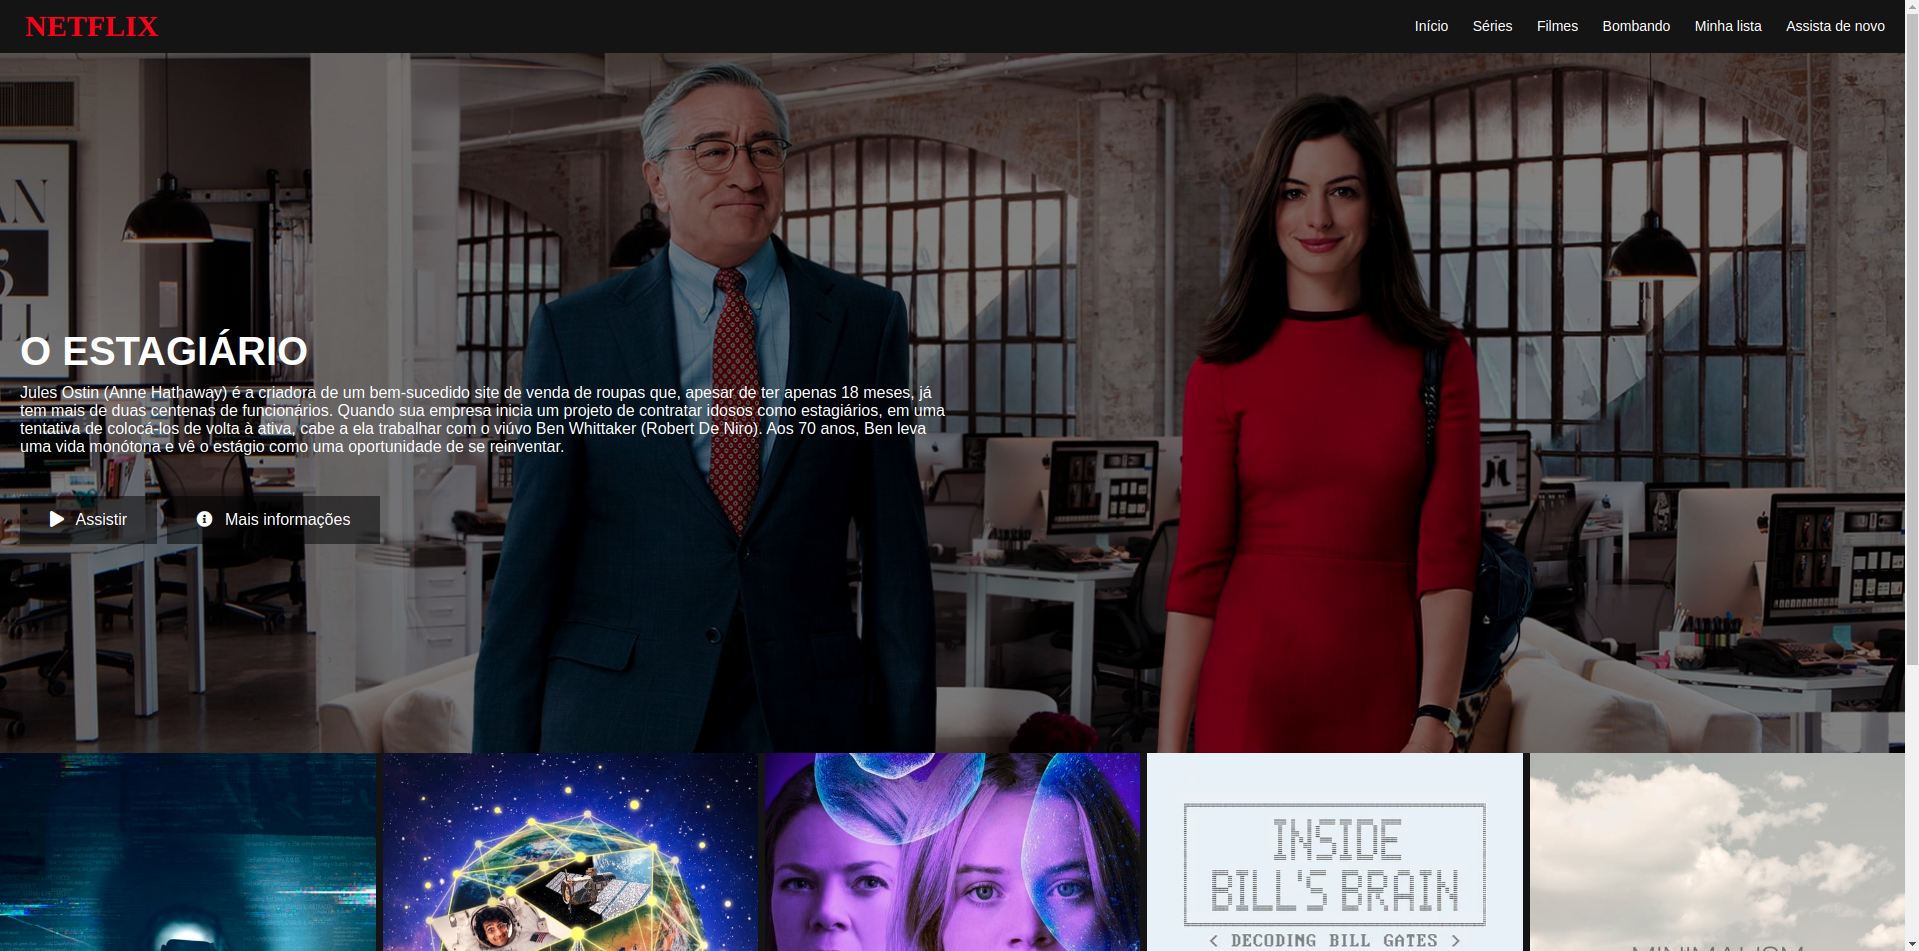 NETFLIX
Início Séries Filmes Bombando Minha lista Assista de novo
O ESTAGIÁRIO
Jules Ostin (Anne Hathaway) é a criadora de um bem-sucedido site de venda de roupas que, apesar de ter apenas 18 meses, já
tem mais de duas centenas de funcionários. Quando sua empresa inicia um projeto de contratar idosos como estagiários, em uma
tentativa de colocá-los de volta à ativa, cabe a ela trabalhar com o viúvo Ben Whittaker (Robert De Niro). Aos 70 anos, Ben leva
uma vida monótona e vê o estágio como uma oportunidade de se reinventar.
Assistir Mais informações
INSIDE
BILL'S BRAIN
< DECODING BILL GATES >